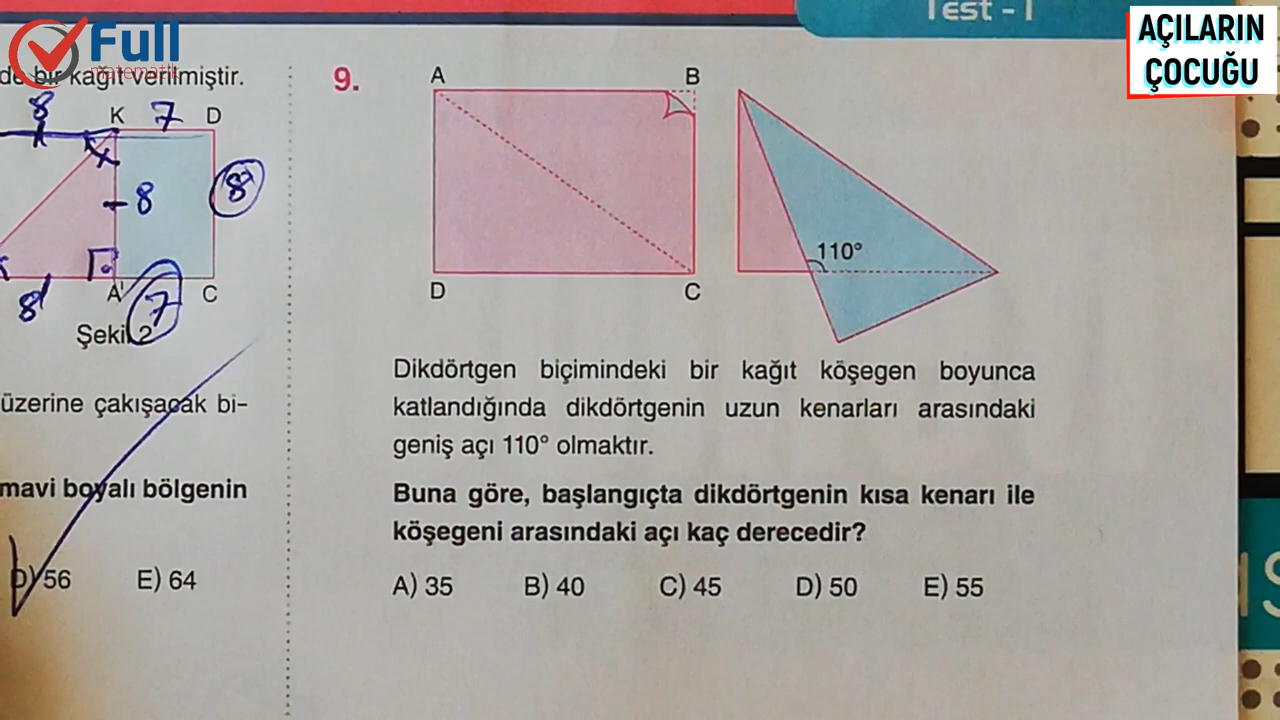 Test - 1
Full
matematik
AÇILARIN
ÇOCUĞU
de bir kağıt verilmiştir.
8
K
7
D
x
8
8
8
A'
7
C
Şekil 2
üzerine çakışacak bi-
mavi boyalı bölgenin
D) 56
E) 64
9.
A
B
D
C
110°
Dikdörtgen biçimindeki bir kağıt köşegen boyunca
katlandığında dikdörtgenin uzun kenarları arasındaki
geniş açı 110° olmaktır.
Buna göre, başlangıçta dikdörtgenin kısa kenarı ile
köşegeni arasındaki açı kaç derecedir?
A) 35 B) 40 C) 45 D) 50 E) 55